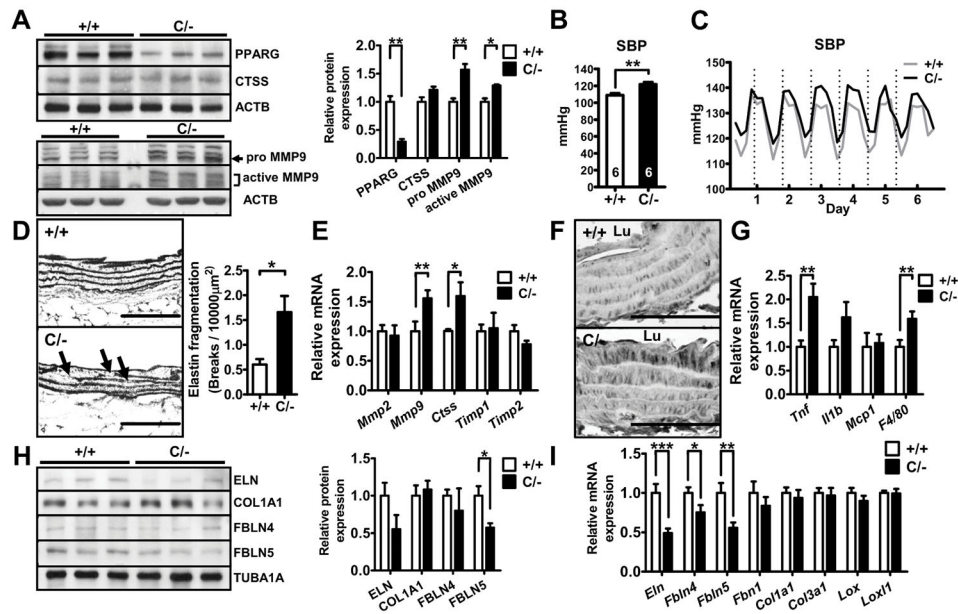 A
+/+ C/-
PPARG
CTSS
ACTB
+/+ C/-
pro MMP9
active MMP9
ACTB
Relative protein expression
2.0
1.5
1.0
0.5
0.0
** ** *
+/+
C/-
PPARG CTSS pro MMP9 active MMP9
B
SBP
mmHg
200
180
160
140
120
100
80
60
40
20
0
**
6 6
+/+ C/-
C
SBP
mmHg
150
140
130
120
110
100
+/+
C/-
1 2 3 4 5 6
Day
D
+/+
C/-
Elastin fragmentation
(Breaks / 10000μm2)
2.5
2.0
1.5
1.0
0.5
0.0
*
+/+ C/-
E
Relative mRNA expression
2.0
1.5
1.0
0.5
0.0
** *
+/+
C/-
Mmp2 Mmp9 Ctss Timp1 Timp2
F
+/+ Lu
C/- Lu
G
Relative mRNA expression
2.5
2.0
1.5
1.0
0.5
0.0
** **
+/+
C/-
Tnf Il1b Mcp1 F4/80
H
+/+ C/-
ELN
COL1A1
FBLN4
FBLN5
TUBA1A
Relative protein expression
2.0
1.5
1.0
0.5
0.0
*
+/+
C/-
ELN COL1A1 FBLN4 FBLN5
I
Relative mRNA expression
2.0
1.5
1.0
0.5
0.0
*** * **
+/+
C/-
Eln Fbln4 Fbln5 Fbn1 Col1a1 Col3a1 Lox Loxl1